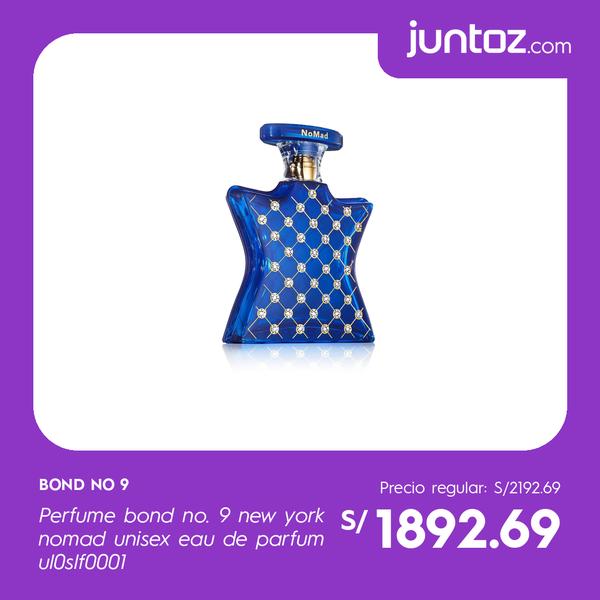 juntoz.com
NoMad
BOND NO 9
Perfume bond no. 9 new york
nomad unisex eau de parfum
ul0slf0001
Precio regular: S/2192.69
S/1892.69